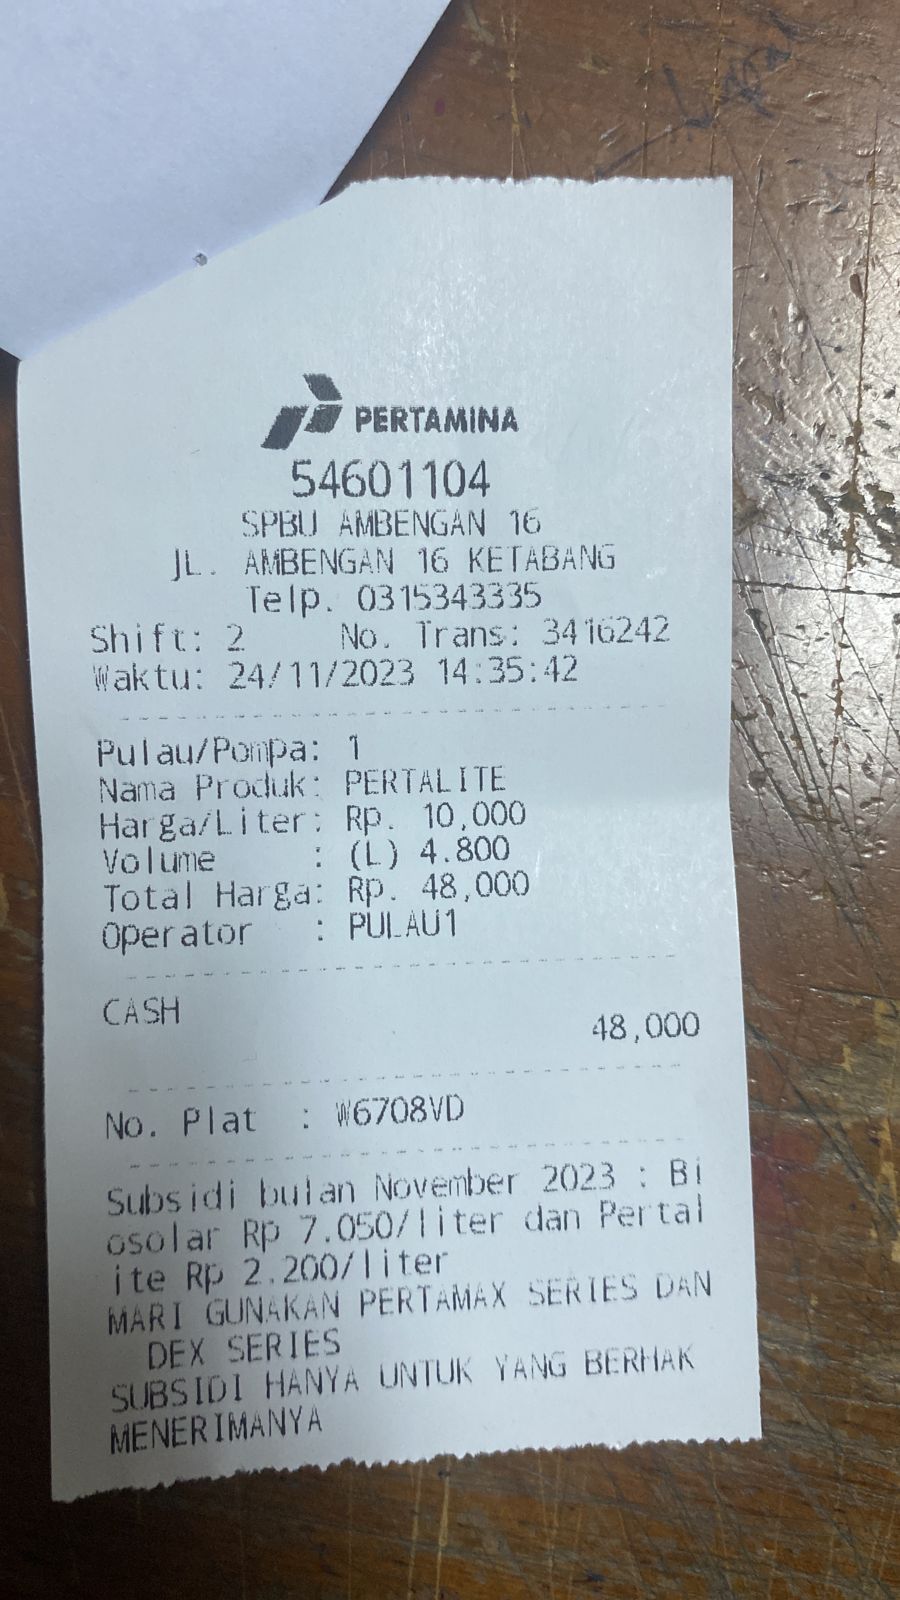 PERTAMINA
54601104
SPBU AMBENGAN 16
JL. AMBENGAN 16 KETABANG
Telp. 0315343335
Shift: 2 No. Trans: 3416242
Waktu: 24/11/2023 14:35:42
Pulau/Pompa: 1
Nama Produk: PERTALITE
Harga/Liter: Rp. 10,000
Volume : (L) 4.800
Total Harga: Rp. 48,000
Operator : PULAU1
CASH
48,000
No. Plat : W6708VD
Subsidi bulan November 2023 : Bi
osolar Rp 7.050/liter dan Pertal
ite Rp 2.200/liter
MARI GUNAKAN PERTAMAX SERIES DAN
DEX SERIES
SUBSIDI HANYA UNTUK YANG BERHAK
MENERIMANYA